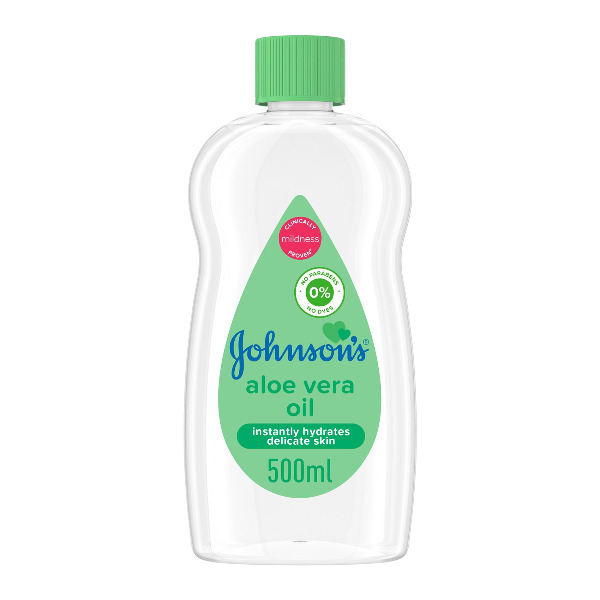 CLINICALLY
mildness
PROVEN*
NO PARABENS
0%
NO DYES
Johnson's®
aloe vera
oil
instantly hydrates
delicate skin
500ml